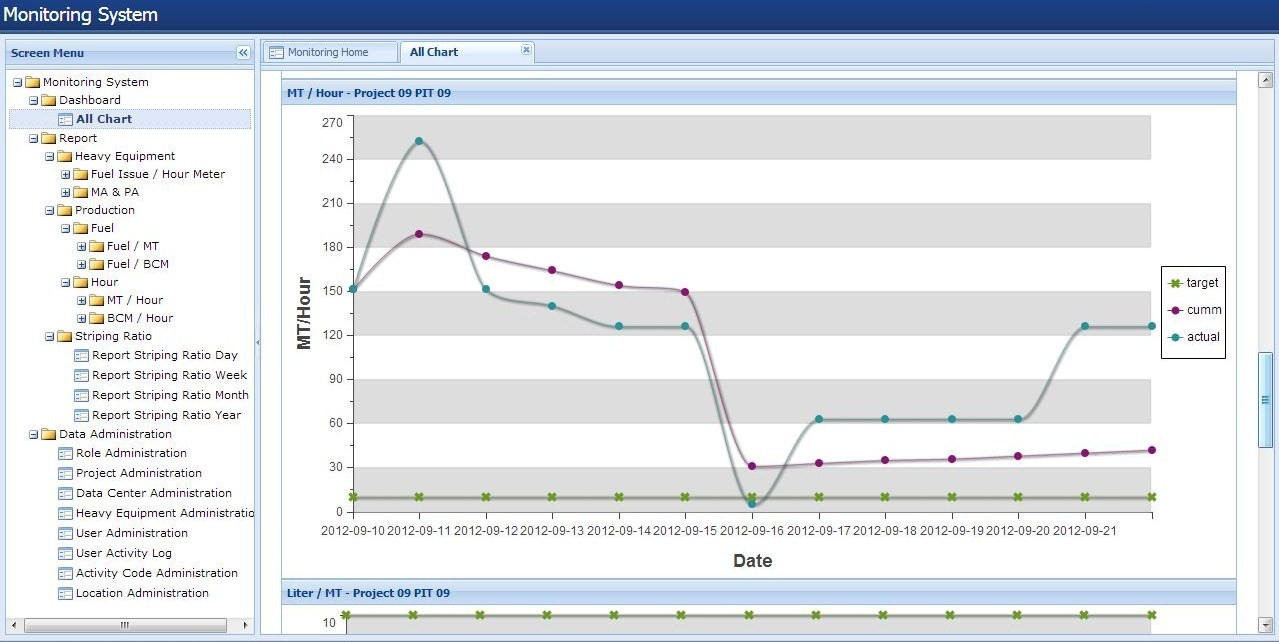 Monitoring System
Screen Menu
Monitoring System
Dashboard
All Chart
Report
Heavy Equipment
Fuel Issue / Hour Meter
MA & PA
Production
Fuel
Fuel / MT
Fuel / BCM
Hour
MT / Hour
BCM / Hour
Striping Ratio
Report Striping Ratio Day
Report Striping Ratio Week
Report Striping Ratio Month
Report Striping Ratio Year
Data Administration
Role Administration
Project Administration
Data Center Administration
Heavy Equipment Administratio
User Administration
User Activity Log
Activity Code Administration
Location Administration
Monitoring Home
All Chart
MT / Hour - Project 09 PIT 09
270
240
210
180
150
120
90
60
30
0
MT/Hour
2012-09-10 2012-09-11 2012-09-12 2012-09-13 2012-09-14 2012-09-15 2012-09-16 2012-09-17 2012-09-18 2012-09-19 2012-09-20 2012-09-21
Date
target
cumm
actual
Liter / MT - Project 09 PIT 09
10